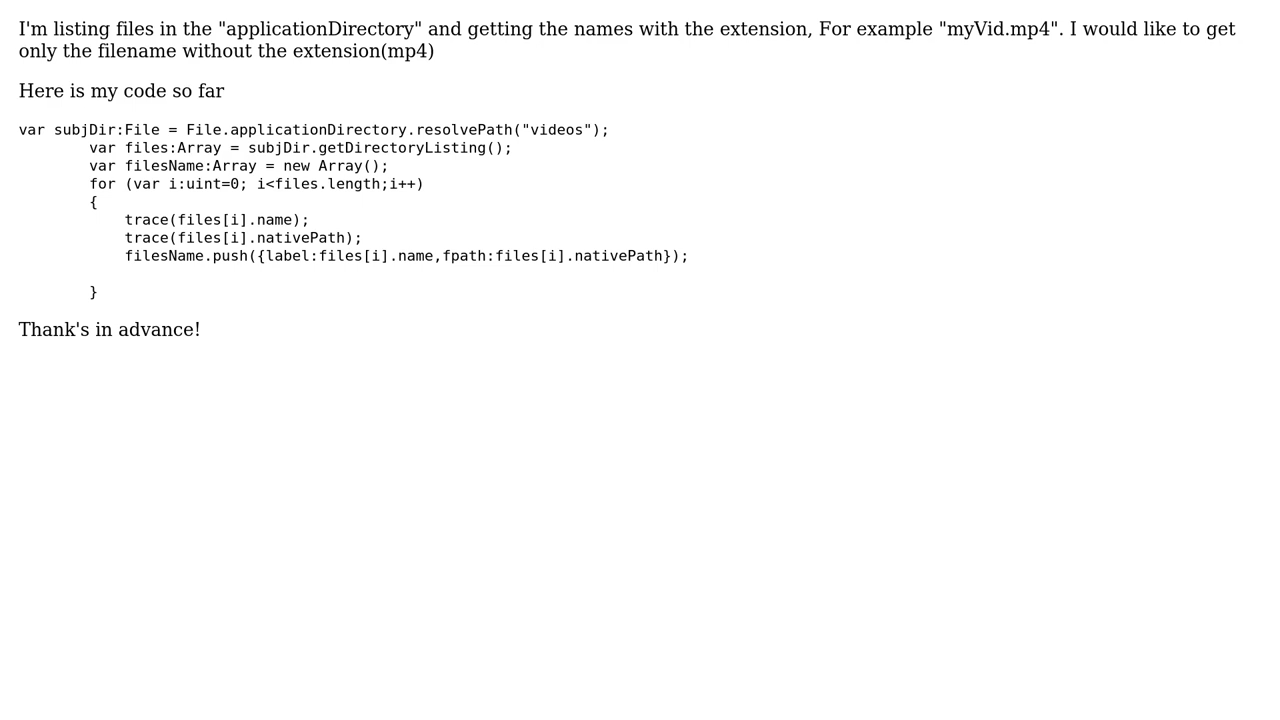 I'm listing files in the "applicationDirectory" and getting the names with the extension, For example "myVid.mp4". I would like to get
only the filename without the extension(mp4)
Here is my code so far
var subjDir:File = File.applicationDirectory.resolvePath("videos");
        var files:Array = subjDir.getDirectoryListing();
        var filesName:Array = new Array();
        for (var i:uint=0; i<files.length;i++)
        {
            trace(files[i].name);
            trace(files[i].nativePath);
            filesName.push({label:files[i].name,fpath:files[i].nativePath});
        }
Thank's in advance!